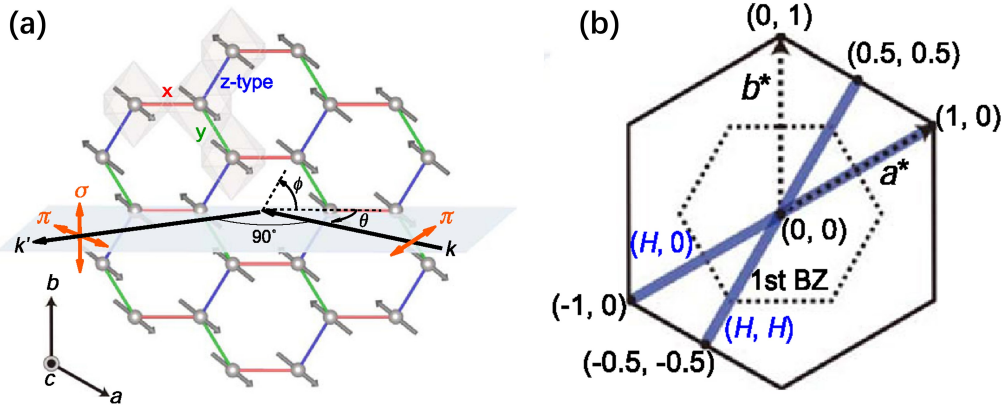 (a)
x
z-type
y
σ
π
ϕ
θ
π
90°
k'
k
b
c
a
(b)
(0, 1)
(0.5, 0.5)
b*
(1, 0)
a*
(0, 0)
(H, 0)
1st BZ
(-1, 0)
(H, H)
(-0.5, -0.5)